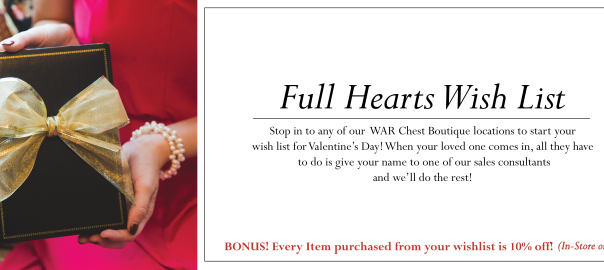 Full Hearts Wish List
Stop in to any of our WAR Chest Boutique locations to start your
wish list for Valentine's Day! When your loved one comes in, all they have
to do is give your name to one of our sales consultants
and we'll do the rest!
BONUS! Every Item purchased from your wishlist is 10% off! (In-Store